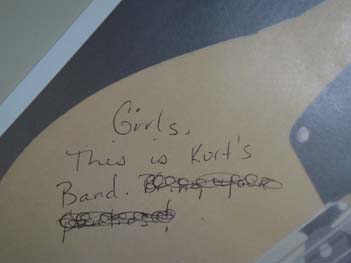 Girls,
This is Kurt's
Band.